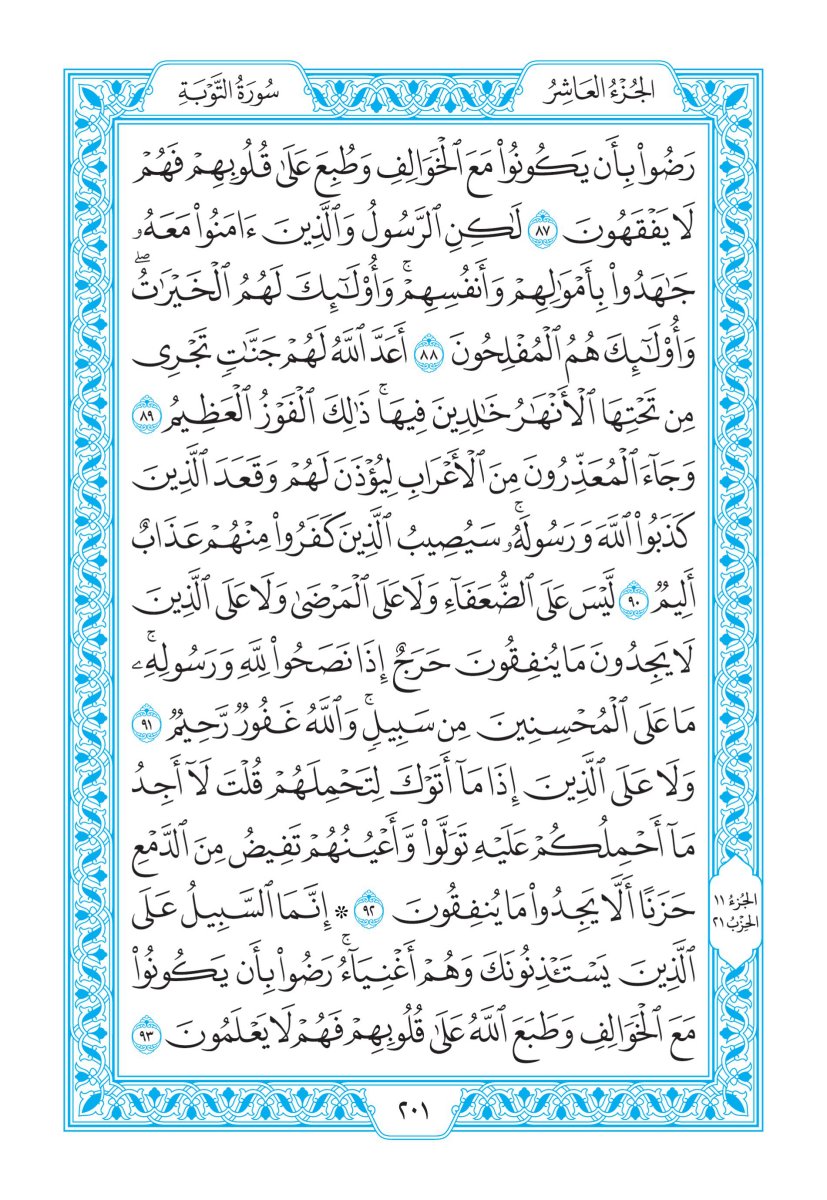 الجُزْءُ العَاشِرُ
سُورَةُ التَّوْبَةِ
رَضُوا۟ بِأَن يَكُونُوا۟ مَعَ ٱلْخَوَالِفِ وَطُبِعَ عَلَىٰ قُلُوبِهِمْ فَهُمْ
لَا يَفْقَهُونَ ٨٧ لَٰكِنِ ٱلرَّسُولُ وَٱلَّذِينَ ءَامَنُوا۟ مَعَهُۥ
جَٰهَدُوا۟ بِأَمْوَٰلِهِمْ وَأَنفُسِهِمْۚ وَأُو۟لَٰٓئِكَ لَهُمُ ٱلْخَيْرَٰتُۖ
وَأُو۟لَٰٓئِكَ هُمُ ٱلْمُفْلِحُونَ ٨٨ أَعَدَّ ٱللَّهُ لَهُمْ جَنَّٰتٍ تَجْرِى
مِن تَحْتِهَا ٱلْأَنْهَٰرُ خَٰلِدِينَ فِيهَاۚ ذَٰلِكَ ٱلْفَوْزُ ٱلْعَظِيمُ ٨٩
وَجَآءَ ٱلْمُعَذِّرُونَ مِنَ ٱلْأَعْرَابِ لِيُؤْذَنَ لَهُمْ وَقَعَدَ ٱلَّذِينَ
كَذَبُوا۟ ٱللَّهَ وَرَسُولَهُۥۚ سَيُصِيبُ ٱلَّذِينَ كَفَرُوا۟ مِنْهُمْ عَذَابٌ
أَلِيمٌ ٩٠ لَّيْسَ عَلَى ٱلضُّعَفَآءِ وَلَا عَلَى ٱلْمَرْضَىٰ وَلَا عَلَى ٱلَّذِينَ
لَا يَجِدُونَ مَا يُنفِقُونَ حَرَجٌ إِذَا نَصَحُوا۟ لِلَّهِ وَرَسُولِهِۦۚ
مَا عَلَى ٱلْمُحْسِنِينَ مِن سَبِيلٍۚ وَٱللَّهُ غَفُورٌ رَّحِيمٌ ٩١
وَلَا عَلَى ٱلَّذِينَ إِذَا مَآ أَتَوْكَ لِتَحْمِلَهُمْ قُلْتَ لَآ أَجِدُ
مَآ أَحْمِلُكُمْ عَلَيْهِ تَوَلَّوا۟ وَّأَعْيُنُهُمْ تَفِيضُ مِنَ ٱلدَّمْعِ
حَزَنًا أَلَّا يَجِدُوا۟ مَا يُنفِقُونَ ٩٢ * إِنَّمَا ٱلسَّبِيلُ عَلَى
ٱلَّذِينَ يَسْتَـْٔذِنُونَكَ وَهُمْ أَغْنِيَآءُۚ رَضُوا۟ بِأَن يَكُونُوا۟
مَعَ ٱلْخَوَالِفِ وَطَبَعَ ٱللَّهُ عَلَىٰ قُلُوبِهِمْ فَهُمْ لَا يَعْلَمُونَ ٩٣
الجُزءُ ١١
الحِزْبُ ٢١
٢٠١